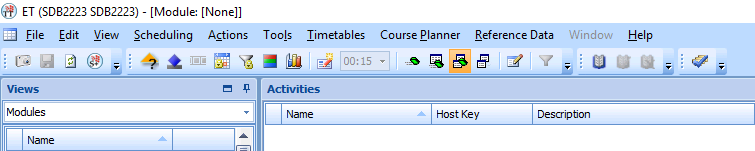 ET (SDB2223 SDB2223) - [Module: [None]]
File Edit View Scheduling Actions Tools Timetables Course Planner Reference Data Window Help
00:15
Views
Activities
Modules
Name Host Key Description
Name